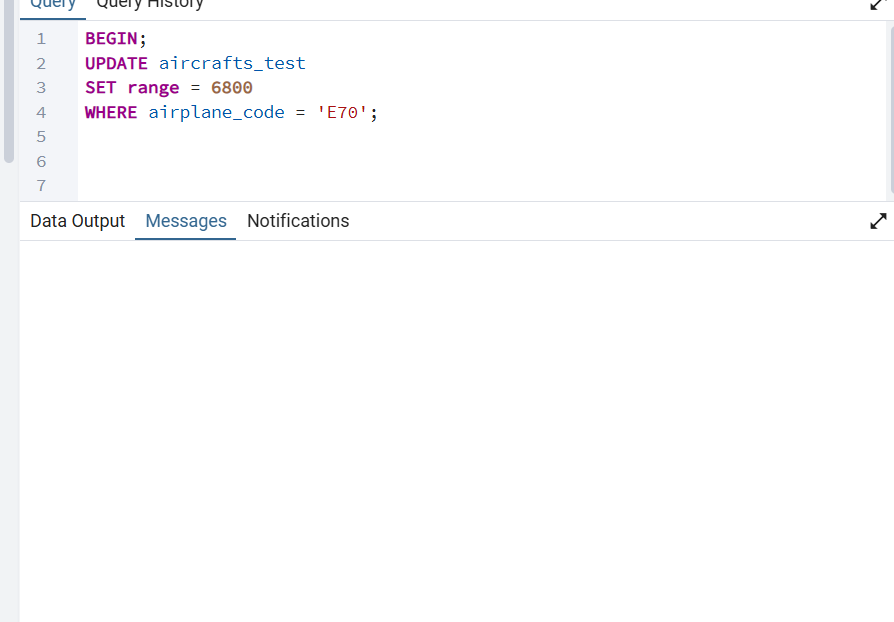 Query Query History
1 BEGIN;
2 UPDATE aircrafts_test
3 SET range = 6800
4 WHERE airplane_code = 'E70';
5
6
7
Data Output Messages Notifications